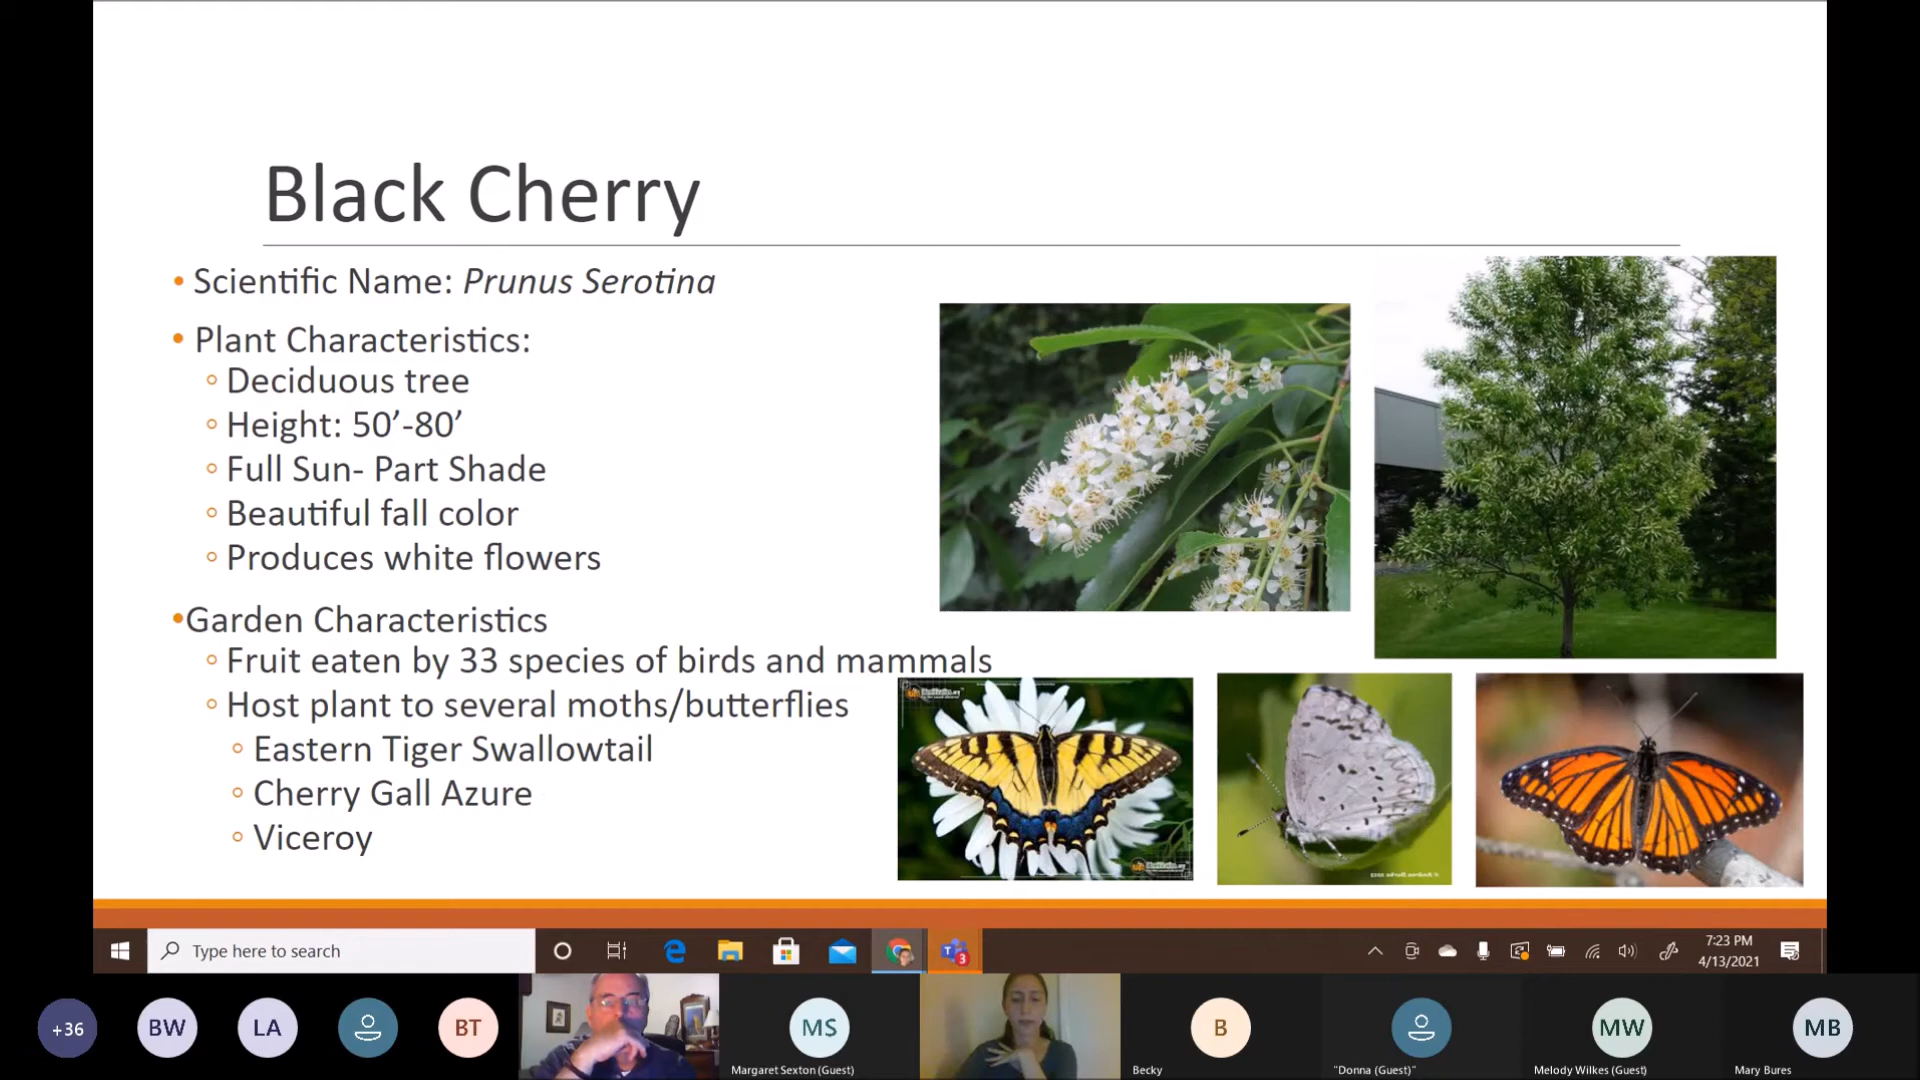 Black Cherry
• Scientific Name: Prunus Serotina
• Plant Characteristics:
◦ Deciduous tree
◦ Height: 50’-80’
◦ Full Sun- Part Shade
◦ Beautiful fall color
◦ Produces white flowers
•Garden Characteristics
◦ Fruit eaten by 33 species of birds and mammals
◦ Host plant to several moths/butterflies
◦ Eastern Tiger Swallowtail
◦ Cherry Gall Azure
◦ Viceroy
Type here to search
3
7:23 PM
4/13/2021
+36
BW
LA
BT
MS
Margaret Sexton (Guest)
B
Becky
"Donna (Guest)"
MW
Melody Wilkes (Guest)
MB
Mary Bures